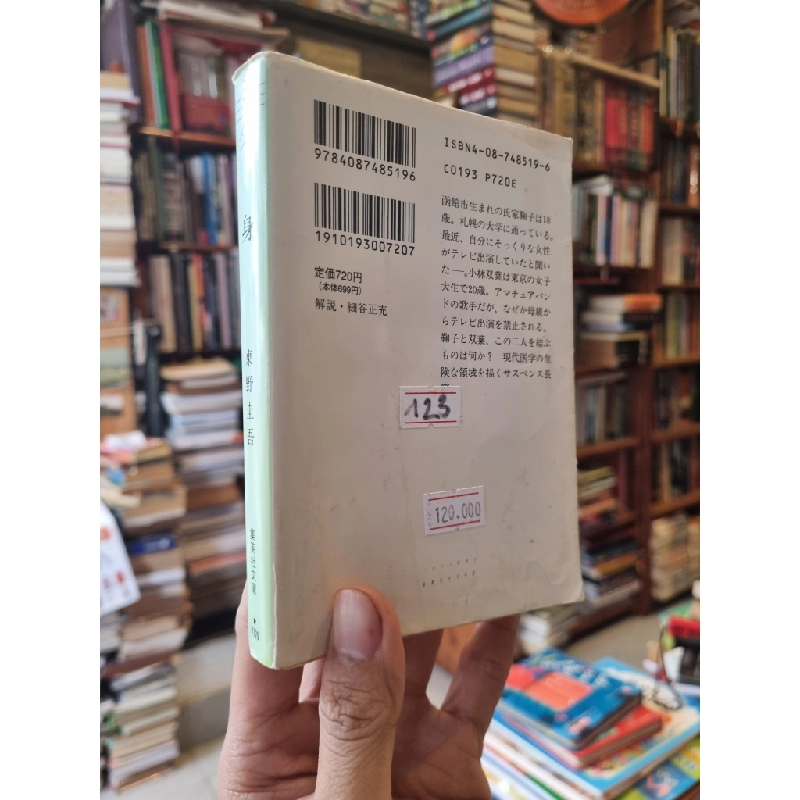 身
東野圭吾
集英社文庫
9784087485196
1910193007207
定価720円
(本体699円)
解説・細谷正充
ISBN4-08-748519-6
C0193 P720E
函館市生まれの氏家鞠子は18
歳。札幌の大学に通っている。
最近、自分にそっくりな女性
がテレビ出演していたと聞い
た―。小林双葉は東京の女子
大生で20歳。アマチュアバン
ドの歌手だが、なぜか母親か
らテレビ出演を禁止される。
鞠子と双葉、この二人を結ぶ
ものは何か? 現代医学の危
険な領域を描くサスペンス長
123
120.000